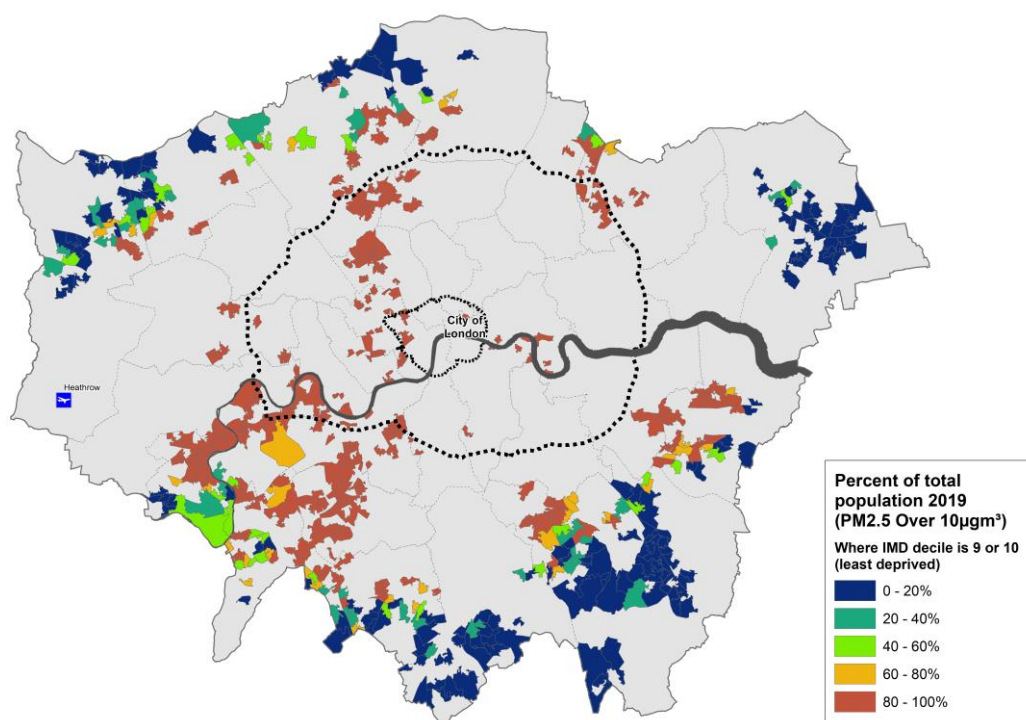 City of
London
Heathrow
Percent of total
population 2019
(PM2.5 Over 10µgm³)
Where IMD decile is 9 or 10
(least deprived)
0 - 20%
20 - 40%
40 - 60%
60 - 80%
80 - 100%